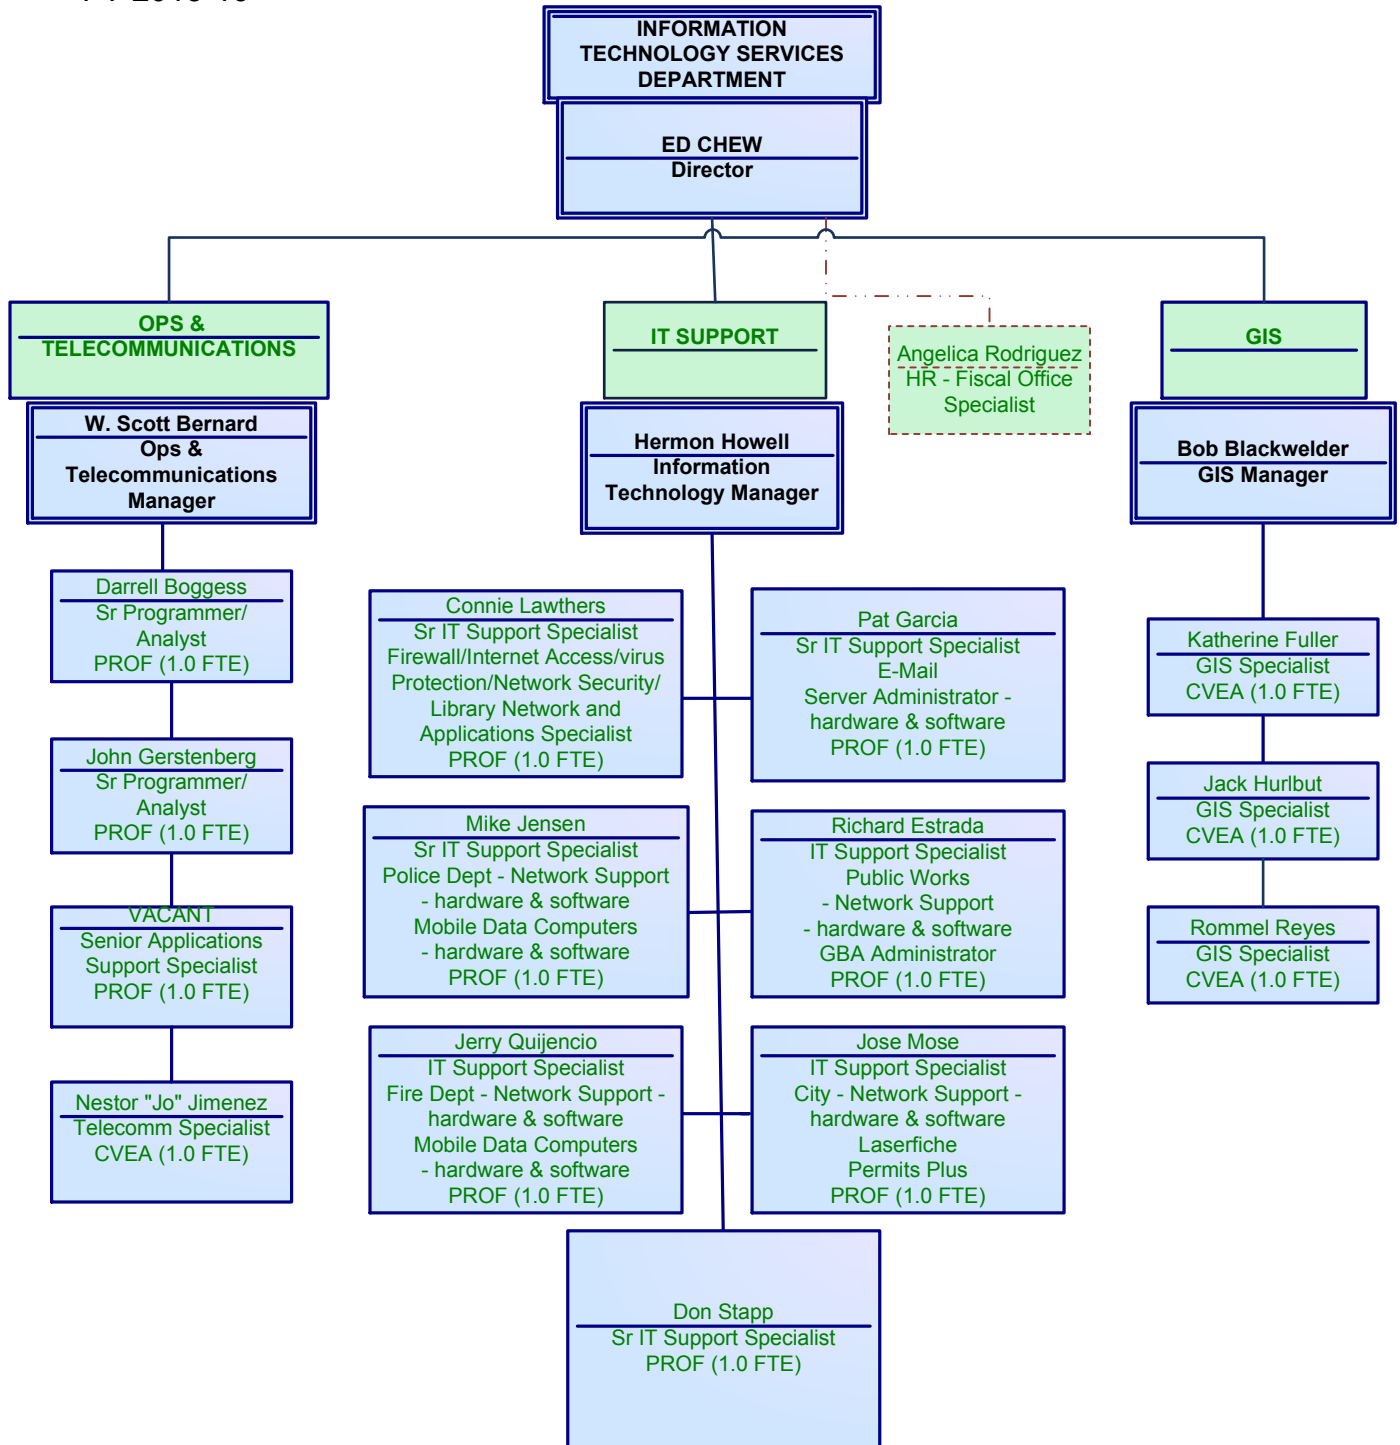 INFORMATION
TECHNOLOGY SERVICES
DEPARTMENT
ED CHEW
Director
OPS &
TELECOMMUNICATIONS
W. Scott Bernard
Ops &
Telecommunications
Manager
Darrell Boggess
Sr Programmer/
Analyst
PROF (1.0 FTE)
John Gerstenberg
Sr Programmer/
Analyst
PROF (1.0 FTE)
VACANT
Senior Applications
Support Specialist
PROF (1.0 FTE)
Nestor "Jo" Jimenez
Telecomm Specialist
CVEA (1.0 FTE)
IT SUPPORT
Hermon Howell
Information
Technology Manager
Connie Lawthers
Sr IT Support Specialist
Firewall/Internet Access/virus
Protection/Network Security/
Library Network and
Applications Specialist
PROF (1.0 FTE)
Pat Garcia
Sr IT Support Specialist
E-Mail
Server Administrator -
hardware & software
PROF (1.0 FTE)
Mike Jensen
Sr IT Support Specialist
Police Dept - Network Support
- hardware & software
Mobile Data Computers
- hardware & software
PROF (1.0 FTE)
Richard Estrada
IT Support Specialist
Public Works
- Network Support
- hardware & software
GBA Administrator
PROF (1.0 FTE)
Jerry Quijencio
IT Support Specialist
Fire Dept - Network Support -
hardware & software
Mobile Data Computers
- hardware & software
PROF (1.0 FTE)
Jose Mose
IT Support Specialist
City - Network Support -
hardware & software
Laserfiche
Permits Plus
PROF (1.0 FTE)
Don Stapp
Sr IT Support Specialist
PROF (1.0 FTE)
Angelica Rodriguez
HR - Fiscal Office
Specialist
GIS
Bob Blackwelder
GIS Manager
Katherine Fuller
GIS Specialist
CVEA (1.0 FTE)
Jack Hurlbut
GIS Specialist
CVEA (1.0 FTE)
Rommel Reyes
GIS Specialist
CVEA (1.0 FTE)